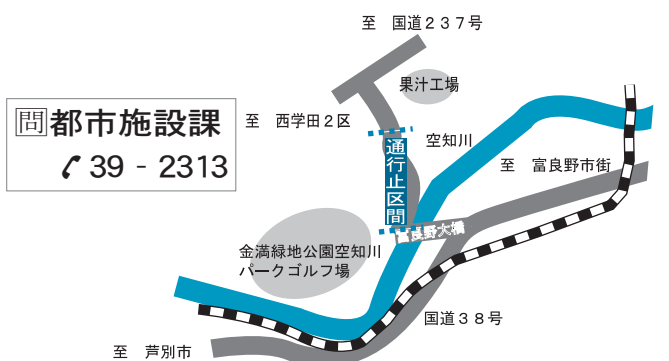 至 国道237号
果汁工場
問都市施設課
39 - 2313
至 西学田2区
空知川
通行止区間
至 富良野市街
富良野大橋
金満緑地公園空知川
パークゴルフ場
国道38号
至 芦別市